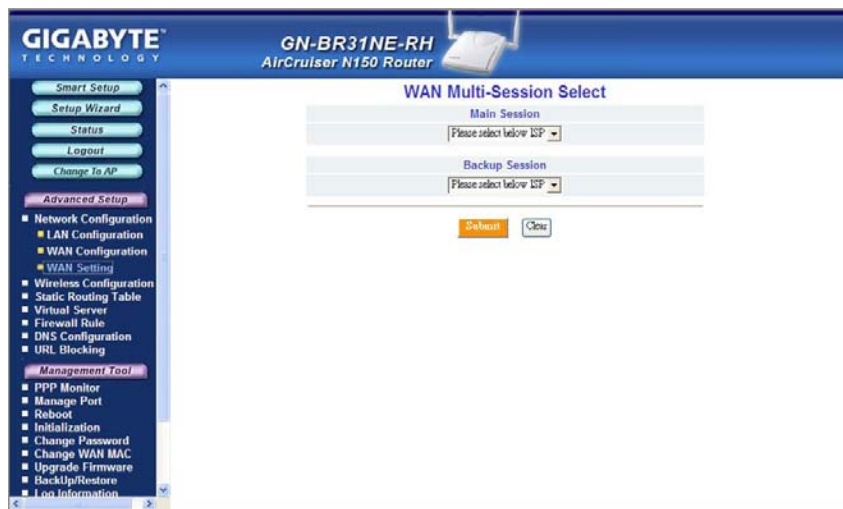 GIGABYTE™
TECHNOLOGY
GN-BR31NE-RH
AirCruiser N150 Router
Smart Setup
Setup Wizard
Status
Logout
Change To AP
Advanced Setup
Network Configuration
LAN Configuration
WAN Configuration
WAN Setting
Wireless Configuration
Static Routing Table
Virtual Server
Firewall Rule
DNS Configuration
URL Blocking
Management Tool
PPP Monitor
Manage Port
Reboot
Initialization
Change Password
Change WAN MAC
Upgrade Firmware
BackUp/Restore
Log Information
WAN Multi-Session Select
Main Session
Please select below ISP
Backup Session
Please select below ISP
Submit Clear